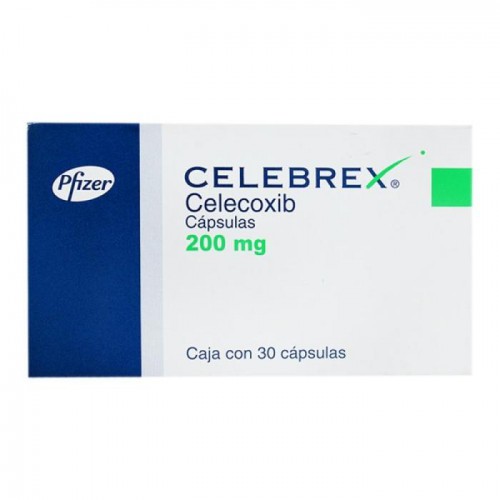 Pfizer
CELEBREX®
Celecoxib
Cápsulas
200 mg
Caja con 30 cápsulas